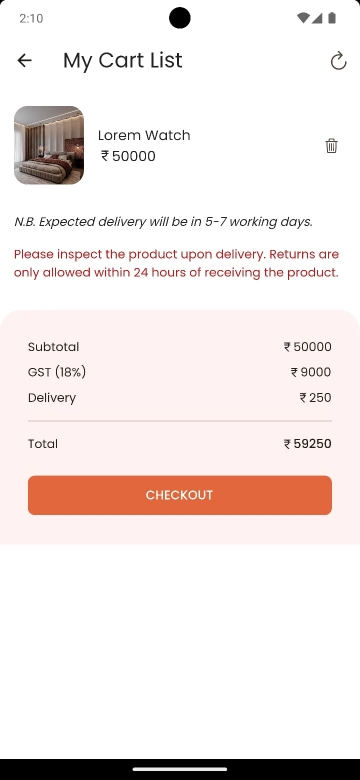 2:10
My Cart List
Lorem Watch
₹ 50000
N.B. Expected delivery will be in 5-7 working days.
Please inspect the product upon delivery. Returns are
only allowed within 24 hours of receiving the product.
Subtotal ₹ 50000
GST (18%) ₹ 9000
Delivery ₹ 250
Total ₹ 59250
CHECKOUT